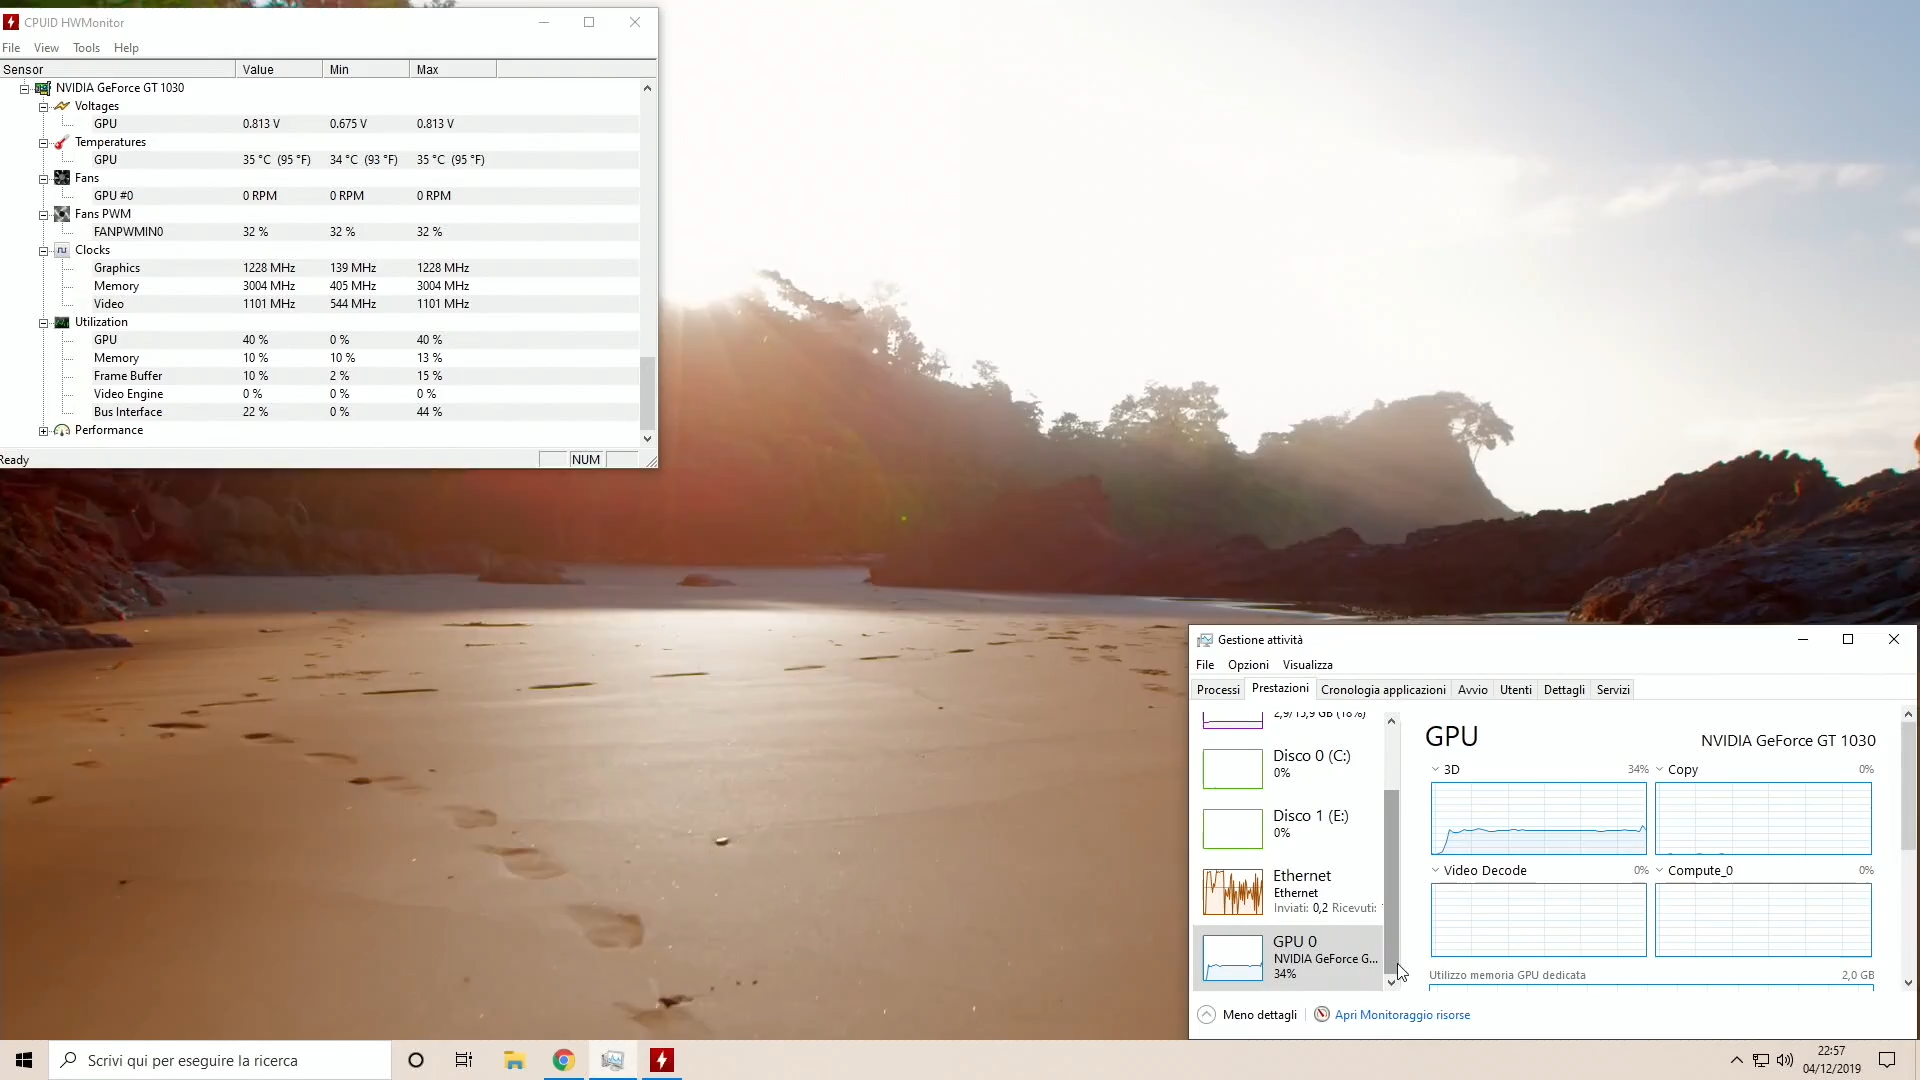 CPUID HWMonitor
File View Tools Help
Sensor Value Min Max
NVIDIA GeForce GT 1030
Voltages
GPU 0.813 V 0.675 V 0.813 V
Temperatures
GPU 35 °C (95 °F) 34 °C (93 °F) 35 °C (95 °F)
Fans
GPU #0 0 RPM 0 RPM 0 RPM
Fans PWM
FANPWMIN0 32 % 32 % 32 %
Clocks
Graphics 1228 MHz 139 MHz 1228 MHz
Memory 3004 MHz 405 MHz 3004 MHz
Video 1101 MHz 544 MHz 1101 MHz
Utilization
GPU 40 % 0 % 40 %
Memory 10 % 10 % 13 %
Frame Buffer 10 % 2 % 15 %
Video Engine 0 % 0 % 0 %
Bus Interface 22 % 0 % 44 %
Performance
Ready NUM
Gestione attività
File Opzioni Visualizza
Processi Prestazioni Cronologia applicazioni Avvio Utenti Dettagli Servizi
2,9/15,9 GB (18%)
Disco 0 (C:)
0%
Disco 1 (E:)
0%
Ethernet
Ethernet
Inviati: 0,2 Ricevuti:
GPU 0
NVIDIA GeForce G...
34%
GPU NVIDIA GeForce GT 1030
3D 34% Copy 0%
Video Decode 0% Compute_0 0%
Utilizzo memoria GPU dedicata 2,0 GB
Meno dettagli Apri Monitoraggio risorse
Scrivi qui per eseguire la ricerca
22:57
04/12/2019